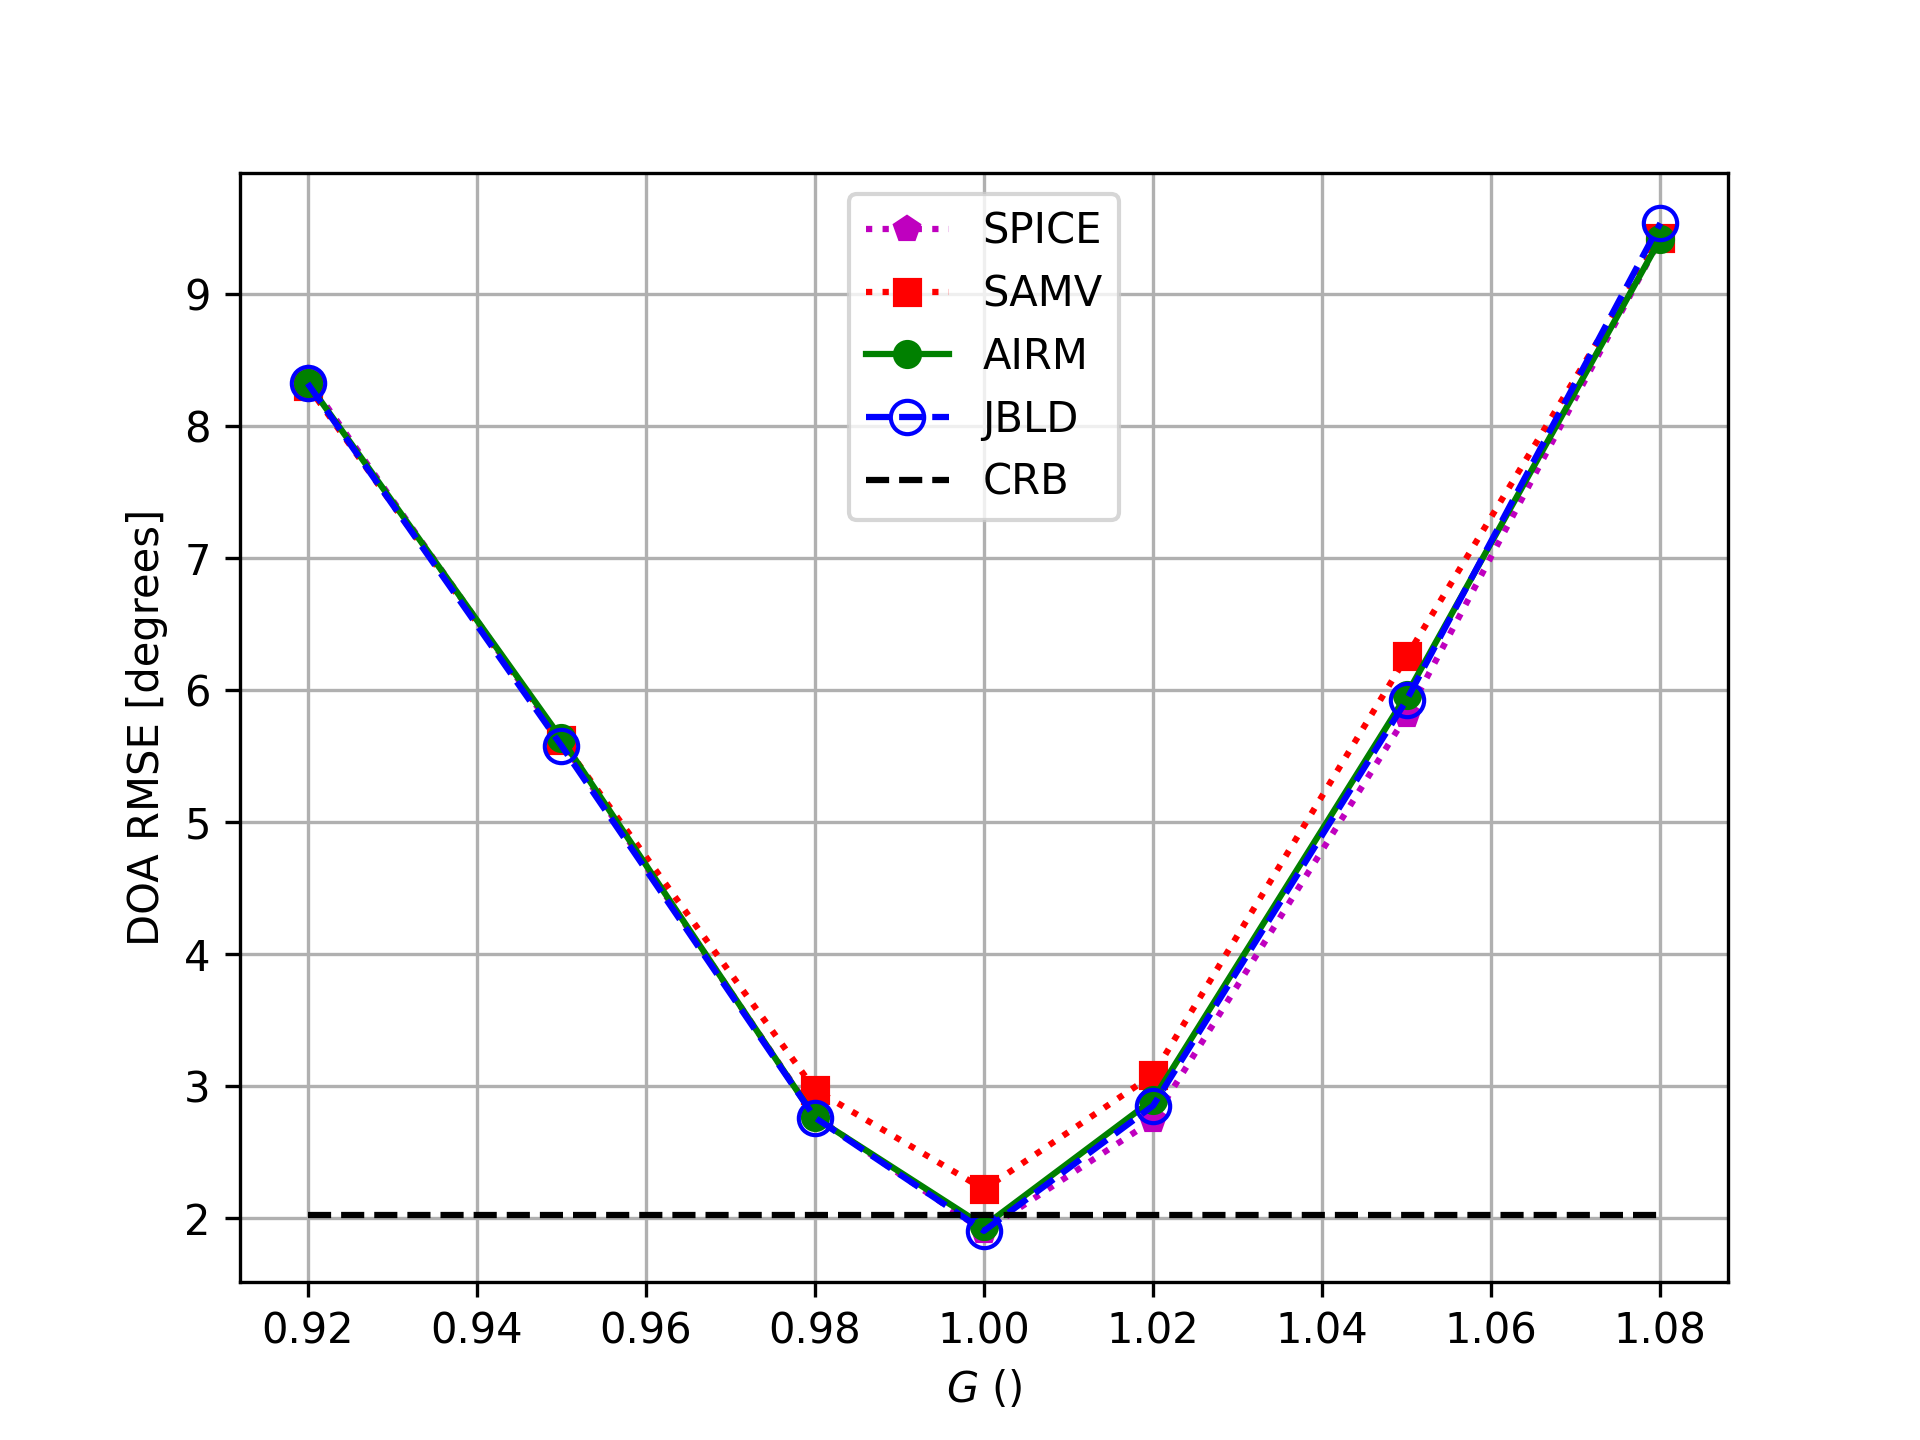 SPICE
SAMV
AIRM
JBLD
CRB
9
8
7
6
5
4
3
2
DOA RMSE [degrees]
0.92 0.94 0.96 0.98 1.00 1.02 1.04 1.06 1.08
G ()